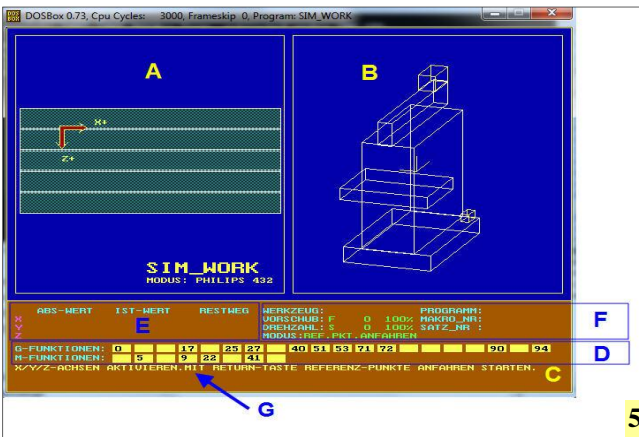 DOSBox 0.73, Cpu Cycles: 3000, Frameskip 0, Program: SIM_WORK
A
B
X+
Z+
SIM_WORK
MODUS: PHILIPS 432
ABS-WERT IST-WERT RESTWEG
X
Y
Z
E
WERKZEUG: PROGRAMM:
VORSCHUB: F 0 100% MAKRO_NR:
DREHZAHL: S 0 100% SATZ_NR :
MODUS:REF.PKT.ANFAHREN
F
G-FUNKTIONEN: 0 17 25 27 40 51 53 71 72 90 94
M-FUNKTIONEN: 5 9 22 41
D
X/Y/Z-ACHSEN AKTIVIEREN.MIT RETURN-TASTE REFERENZ-PUNKTE ANFAHREN STARTEN.
C
G
5